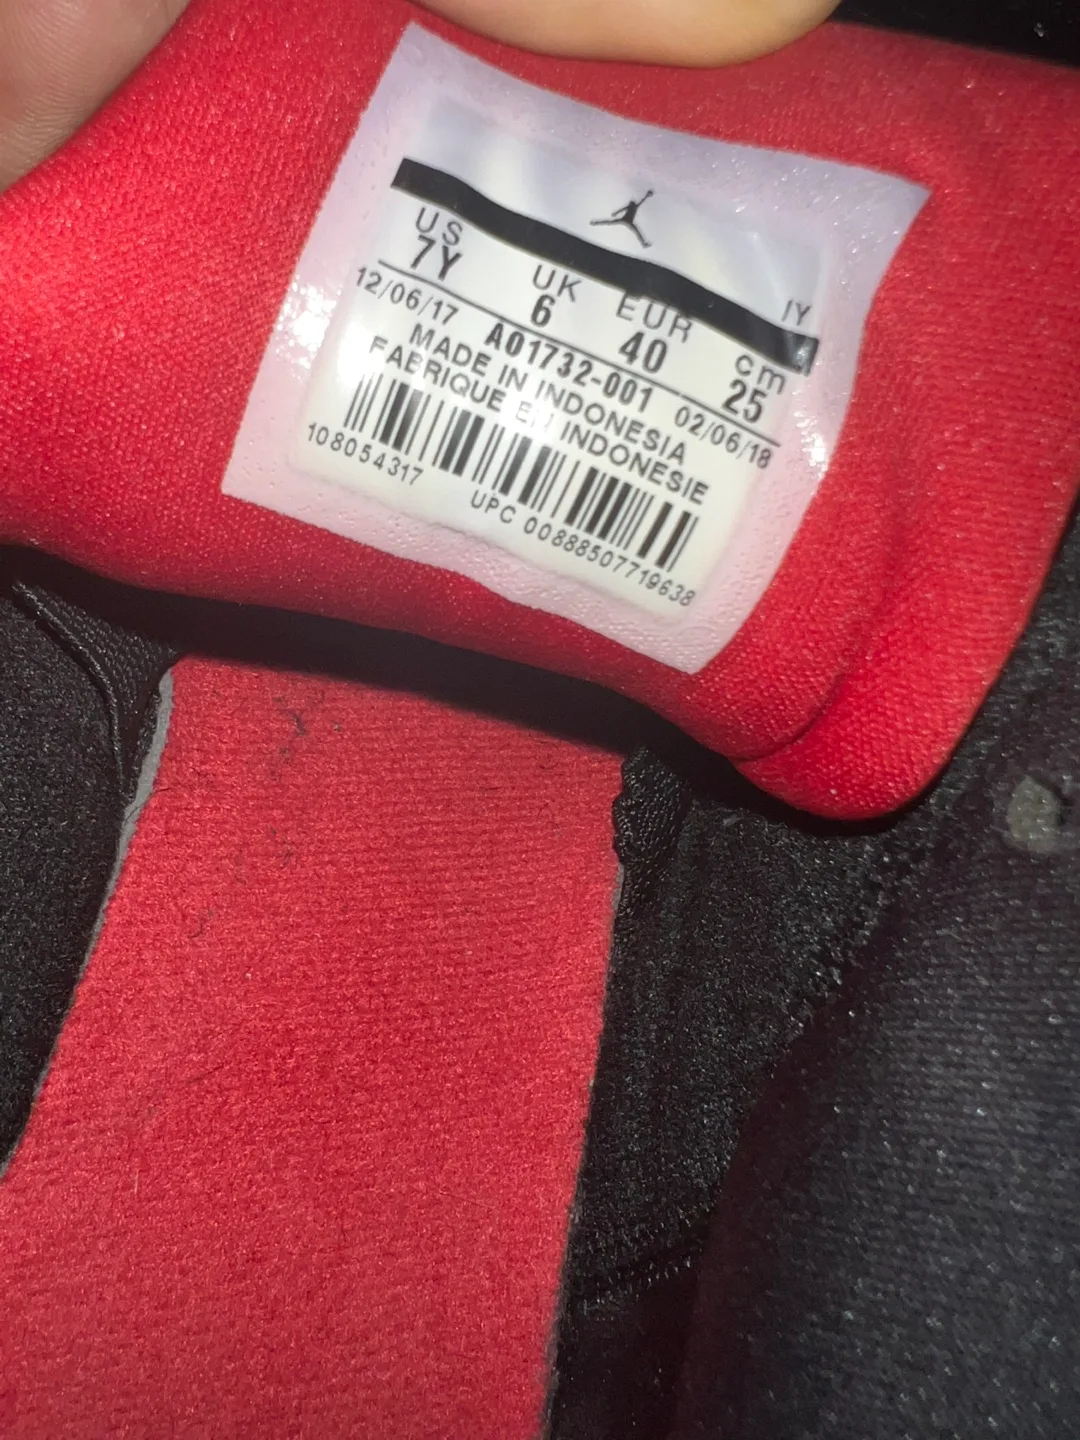 IY
US UK EUR cm
7Y 6 40 25
12/06/17 A01732-001 02/06/18
MADE IN INDONESIA
FABRIQUE EN INDONESIE
108054317
UPC 00888507719638